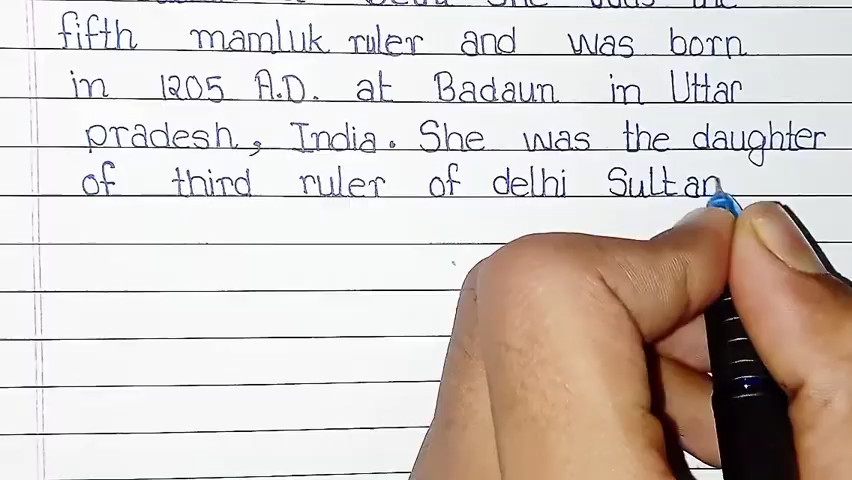 fifth mamluk ruler and was born
in 1205 A.D. at Badaun in Uttar
pradesh, India. She was the daughter
of third ruler of delhi Sultan